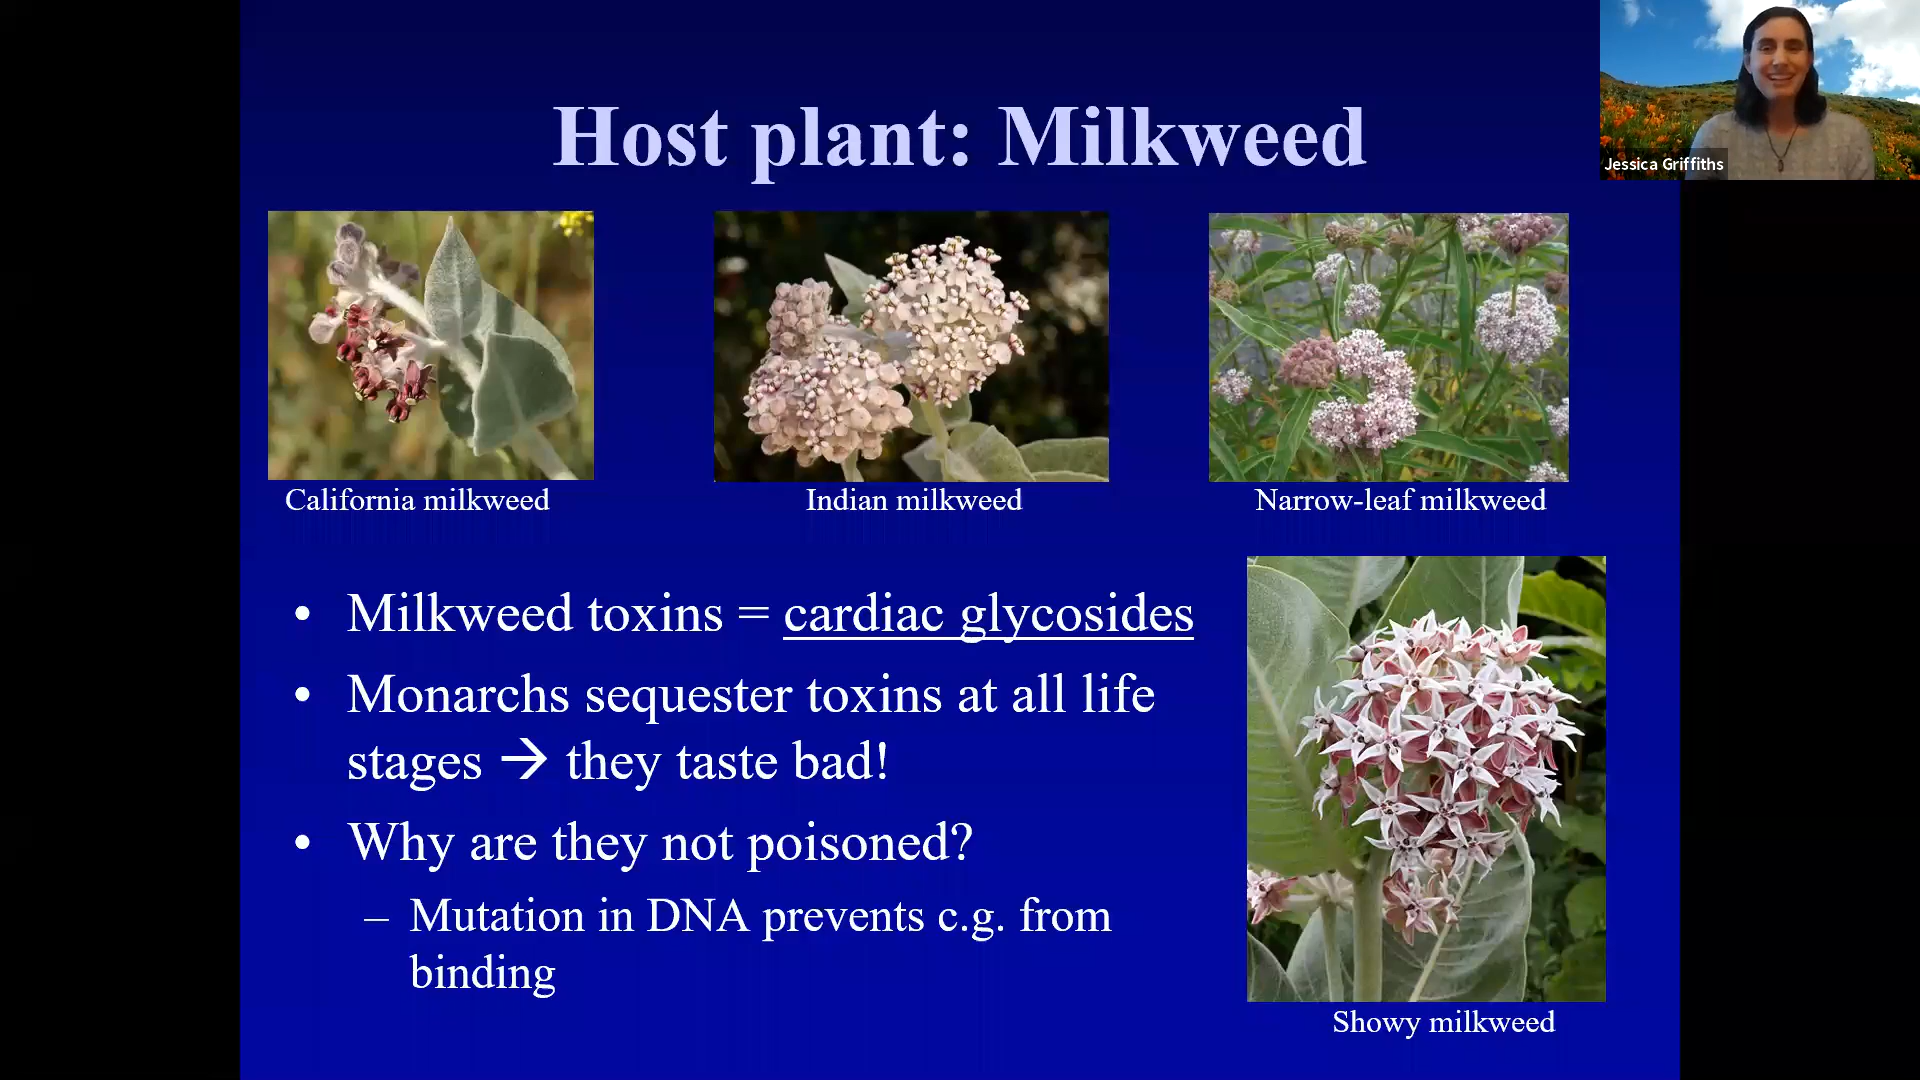 Host plant: Milkweed
Jessica Griffiths
California milkweed
Indian milkweed
Narrow-leaf milkweed
• Milkweed toxins = cardiac glycosides
• Monarchs sequester toxins at all life
stages → they taste bad!
• Why are they not poisoned?
– Mutation in DNA prevents c.g. from
binding
Showy milkweed